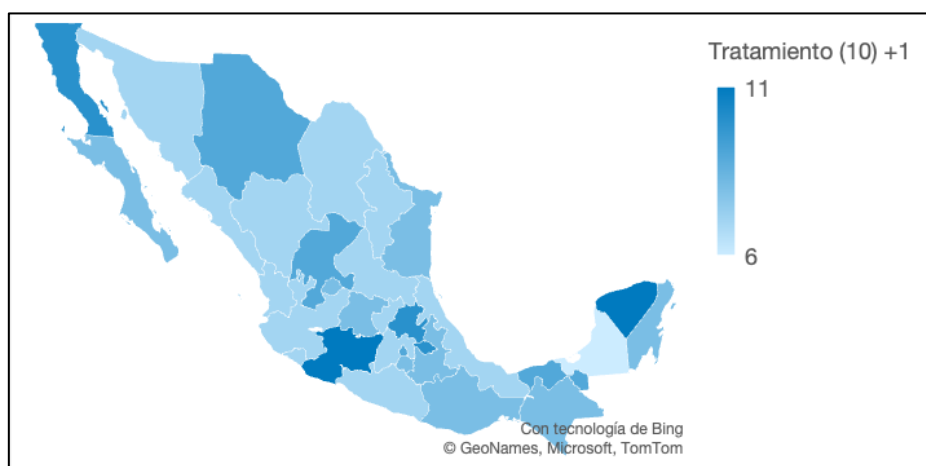 Tratamiento (10) +1
11
6
Con tecnología de Bing
© GeoNames, Microsoft, TomTom